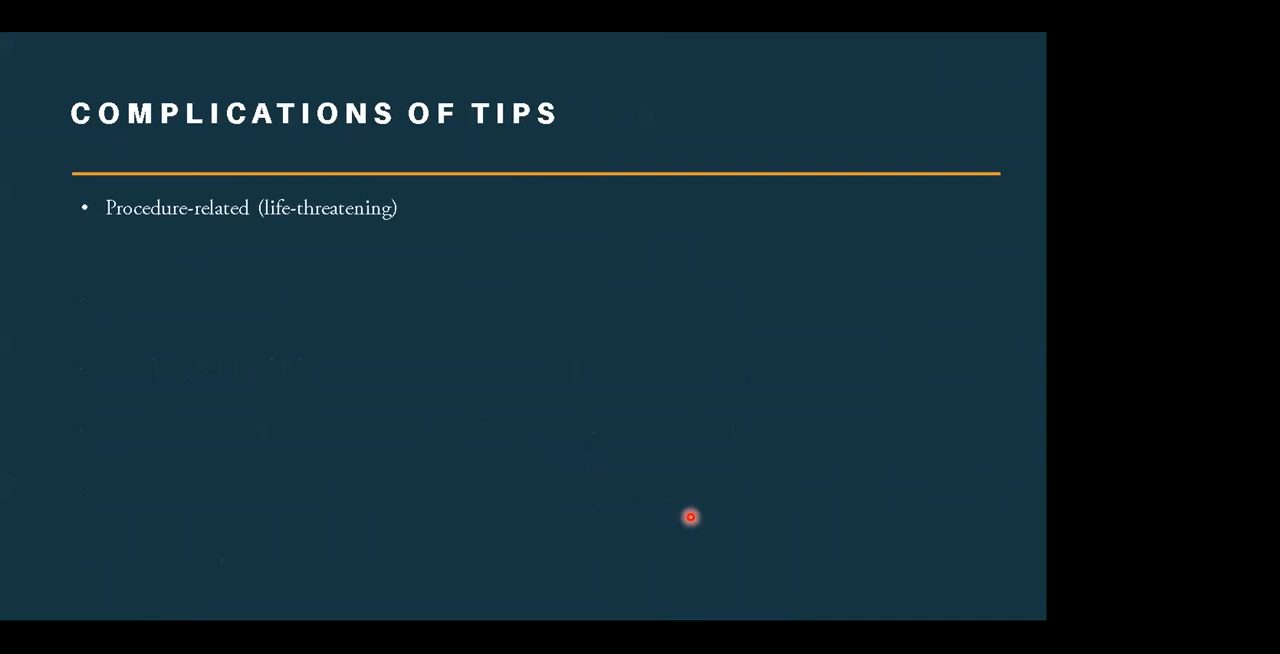 COMPLICATIONS OF TIPS
• Procedure-related (life-threatening)